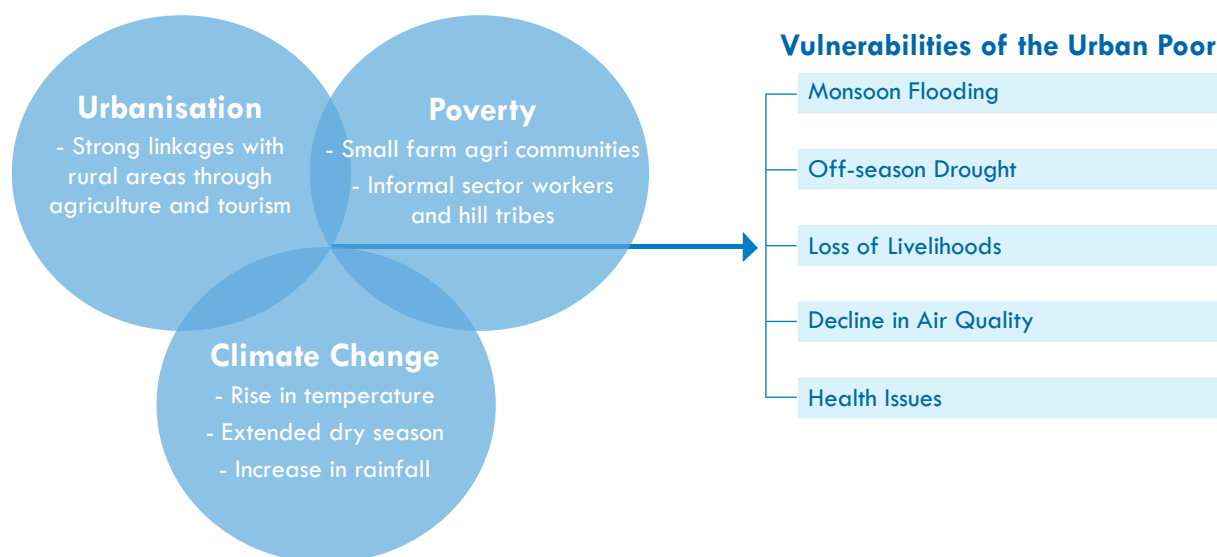 Urbanisation
- Strong linkages with
rural areas through
agriculture and tourism
Poverty
- Small farm agri communities
- Informal sector workers
and hill tribes
Climate Change
- Rise in temperature
- Extended dry season
- Increase in rainfall
Vulnerabilities of the Urban Poor
Monsoon Flooding
Off-season Drought
Loss of Livelihoods
Decline in Air Quality
Health Issues